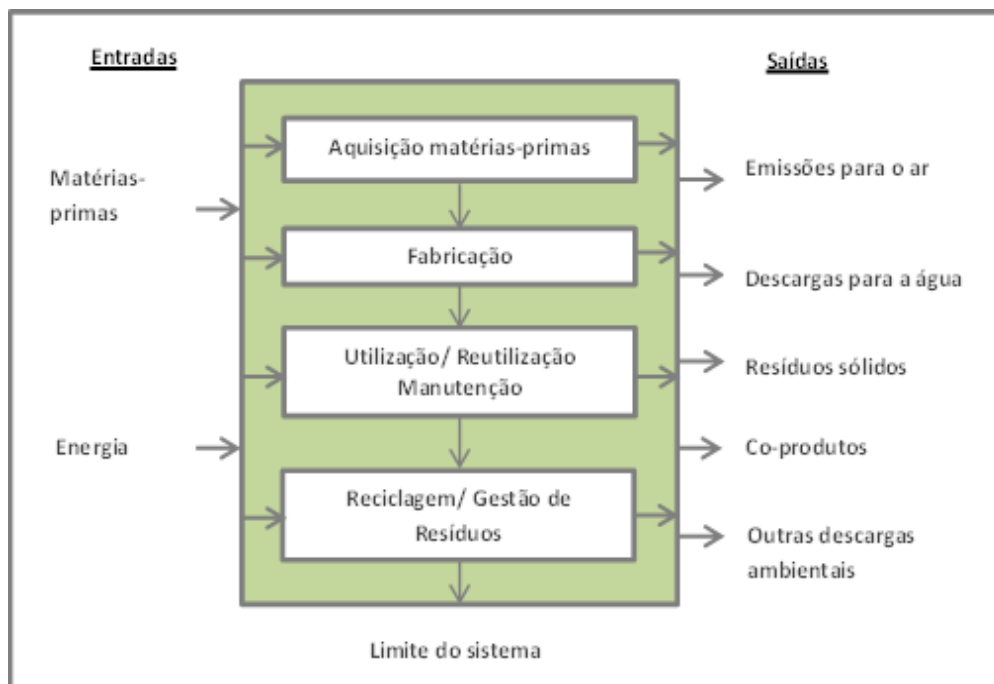 Entradas
Saídas
Aquisição matérias-primas
Matérias-
primas
Emissões para o ar
Fabricação
Descargas para a água
Utilização/ Reutilização
Manutenção
Resíduos sólidos
Energia
Co-produtos
Reciclagem/ Gestão de
Resíduos
Outras descargas
ambientais
Limite do sistema